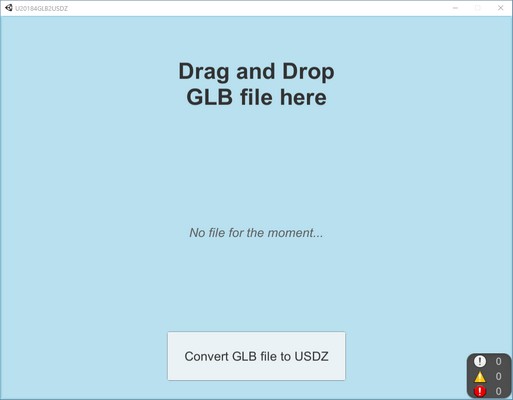 U20184GLB2USDZ
Drag and Drop
GLB file here
No file for the moment...
Convert GLB file to USDZ
0
0
0